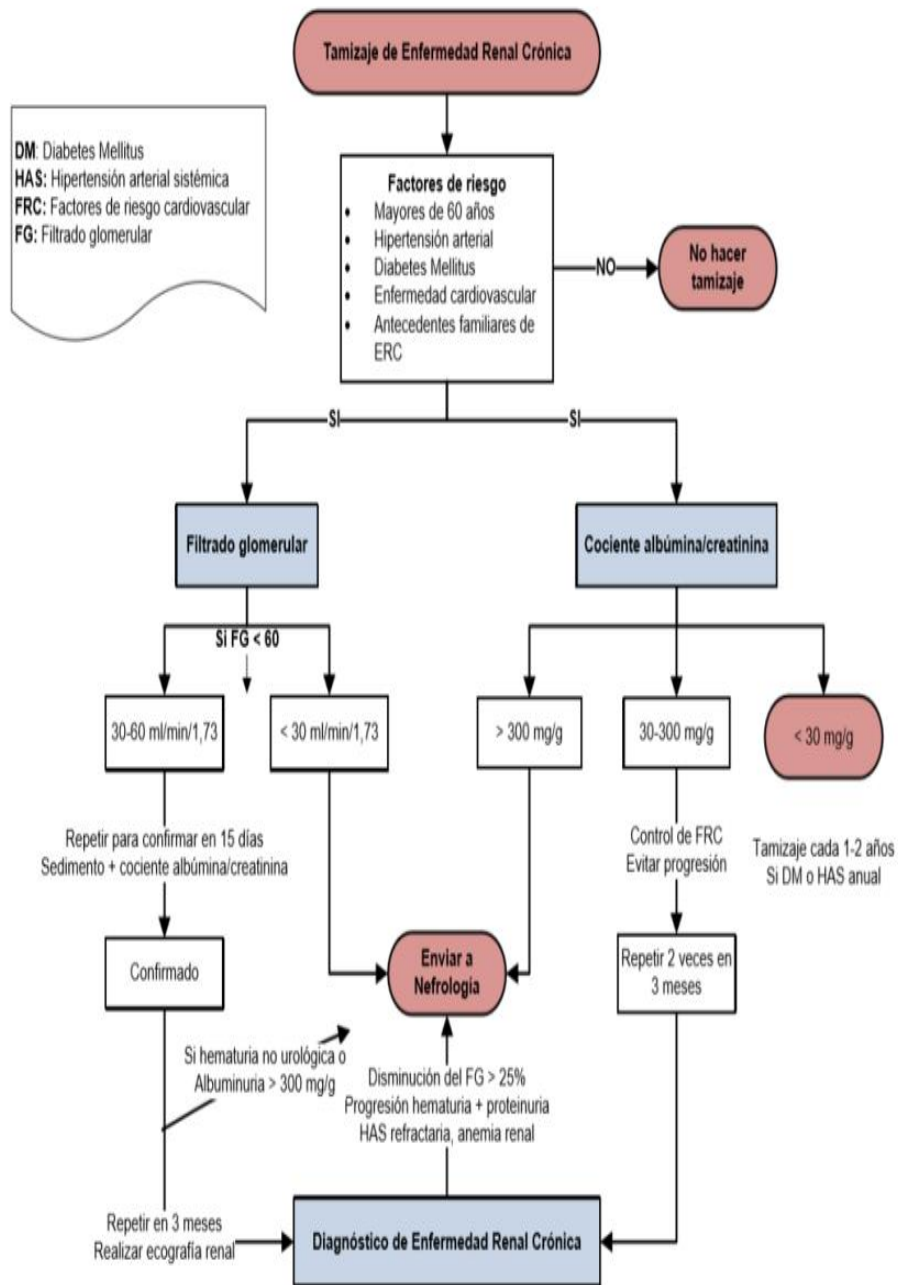 Tamizaje de Enfermedad Renal Crónica
DM: Diabetes Mellitus
HAS: Hipertensión arterial sistémica
FRC: Factores de riesgo cardiovascular
FG: Filtrado glomerular
Factores de riesgo
• Mayores de 60 años
• Hipertensión arterial
• Diabetes Mellitus
• Enfermedad cardiovascular
• Antecedentes familiares de
ERC
NO
No hacer
tamizaje
SI
SI
Filtrado glomerular
Cociente albúmina/creatinina
Si FG < 60
30-60 ml/min/1,73
< 30 ml/min/1,73
> 300 mg/g
30-300 mg/g
< 30 mg/g
Repetir para confirmar en 15 días
Sedimento + cociente albúmina/creatinina
Control de FRC
Evitar progresión
Tamizaje cada 1-2 años
Si DM o HAS anual
Confirmado
Enviar a
Nefrología
Repetir 2 veces en
3 meses
Si hematuria no urológica o
Albuminuria > 300 mg/g
Disminución del FG > 25%
Progresión hematuria + proteinuria
HAS refractaria, anemia renal
Repetir en 3 meses
Realizar ecografía renal
Diagnóstico de Enfermedad Renal Crónica